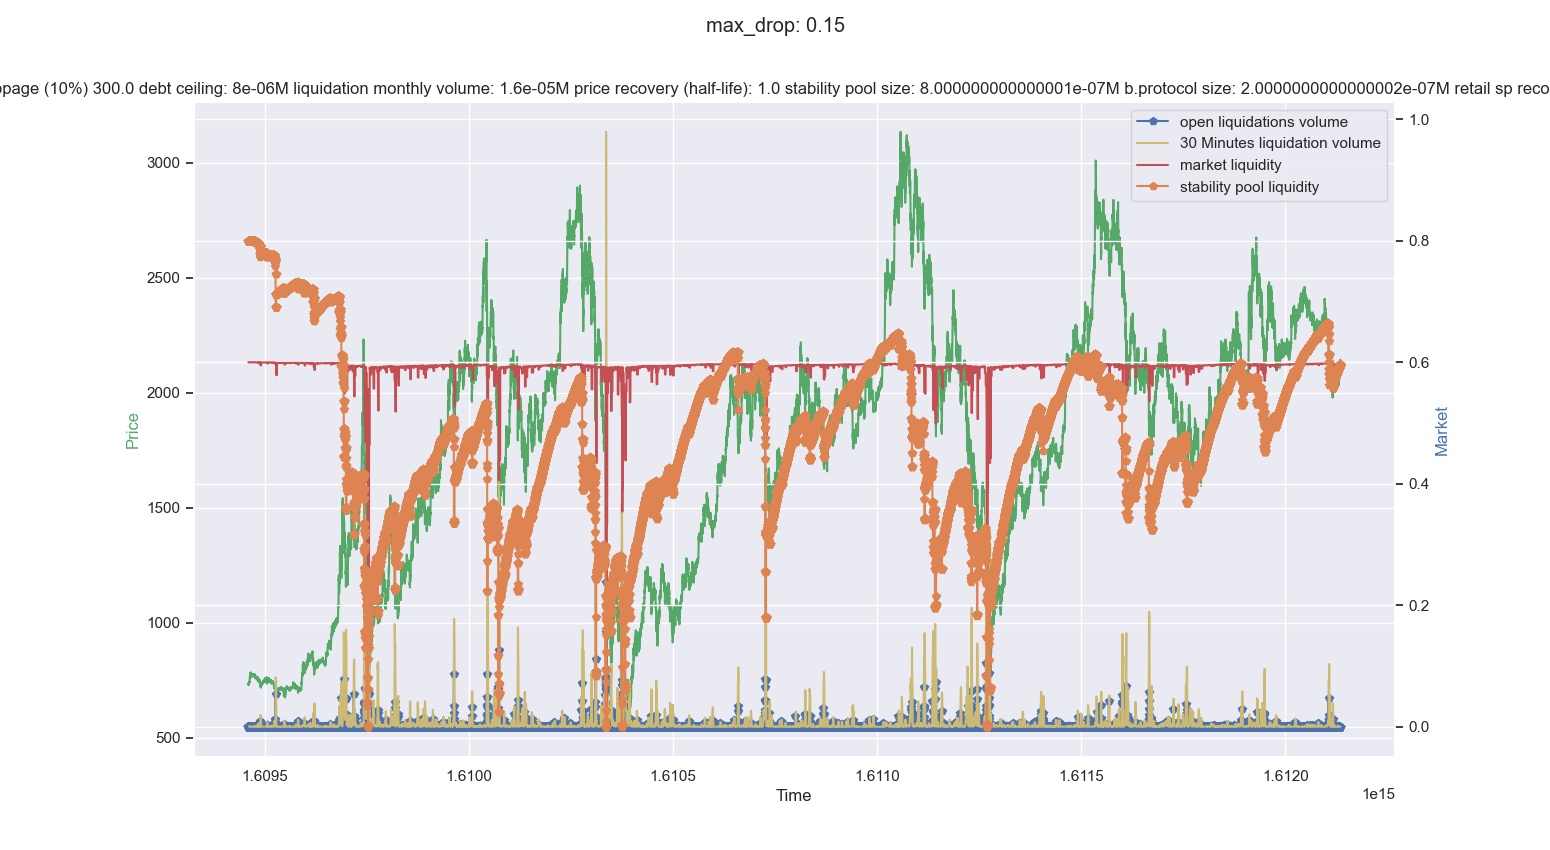 max_drop: 0.15
(10%) 300.0 debt ceiling: 8e-06M liquidation monthly volume: 1.6e-05M price recovery (half-life): 1.0 stability pool size: 8.000000000000001e-07M b.protocol size: 2.0000000000000002e-07M retail sp
open liquidations volume
30 Minutes liquidation volume
market liquidity
stability pool liquidity
3000
2500
2000
1500
1000
500
Price
1.0
0.8
0.6
0.4
0.2
0.0
Market
1.6095
1.6100
1.6105
1.6110
1.6115
1.6120
1e15
Time